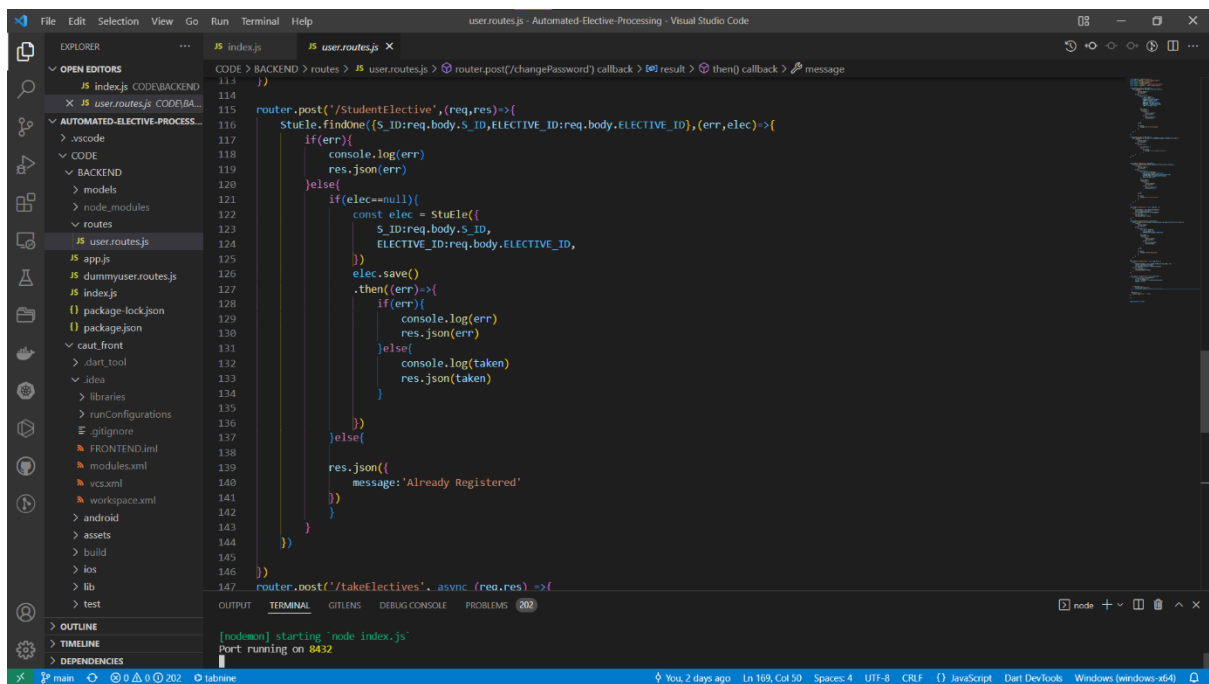 File Edit Selection View Go Run Terminal Help
user.routes.js - Automated-Elective-Processing - Visual Studio Code
EXPLORER ...
JS index.js JS user.routes.js
OPEN EDITORS
JS index.js CODE\BACKEND
JS user.routes.js CODE\BA...
AUTOMATED-ELECTIVE-PROCESS...
> .vscode
CODE
BACKEND
> models
> node_modules
routes
JS user.routes.js
JS app.js
JS dummyuser.routes.js
JS index.js
{} package-lock.json
{} package.json
caut_front
> .dart_tool
.idea
> libraries
> runConfigurations
.gitignore
FRONTEND.iml
modules.xml
vcs.xml
workspace.xml
> android
> assets
> build
> ios
> lib
> test
> OUTLINE
> TIMELINE
> DEPENDENCIES
CODE > BACKEND > routes > JS user.routes.js > router.post('/changePassword') callback > result > then() callback > message
113 })
114
115 router.post('/StudentElective',(req,res)=>{
116 StuEle.findOne({S_ID:req.body.S_ID,ELECTIVE_ID:req.body.ELECTIVE_ID},(err,elec)=>{
117 if(err){
118 console.log(err)
119 res.json(err)
120 }else{
121 if(elec==null){
122 const elec = StuEle({
123 S_ID:req.body.S_ID,
124 ELECTIVE_ID:req.body.ELECTIVE_ID,
125 })
126 elec.save()
127 .then((err)=>{
128 if(err){
129 console.log(err)
130 res.json(err)
131 }else{
132 console.log(taken)
133 res.json(taken)
134 }
135
136 })
137 }else{
138
139 res.json({
140 message:'Already Registered'
141 })
142 }
143 }
144 })
145
146 })
147 router.post('/takeElectives', async (req,res) =>{
OUTPUT TERMINAL GITLENS DEBUG CONSOLE PROBLEMS 202
node
[nodemon] starting `node index.js`
Port running on 8432
main 0 0 0 202 tabnine
You, 2 days ago Ln 169, Col 50 Spaces: 4 UTF-8 CRLF {} JavaScript Dart DevTools Windows (windows-x64)